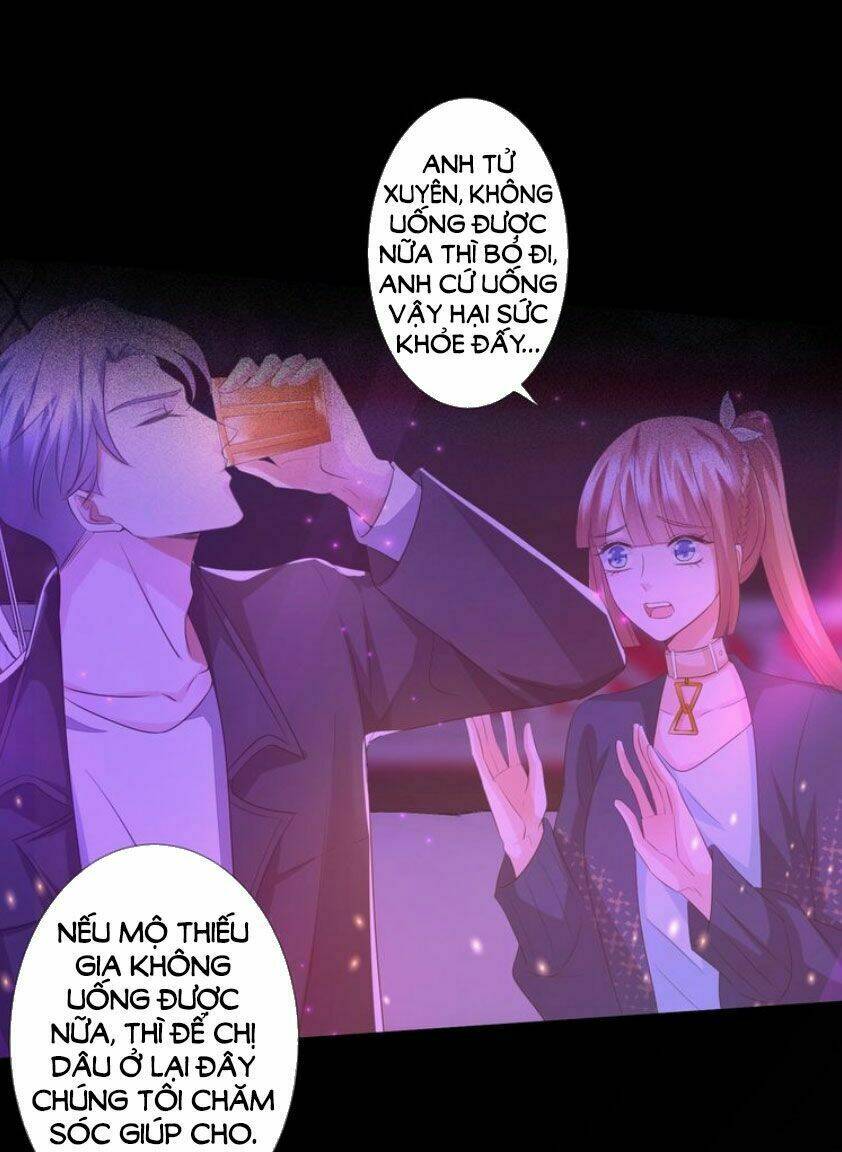 ANH TỬ
XUYÊN, KHÔNG
UỐNG ĐƯỢC
NỮA THÌ BỎ ĐI,
ANH CỨ UỐNG
VẬY HẠI SỨC
KHỎE ĐẤY...
NẾU MỘ THIẾU
GIA KHÔNG
UỐNG ĐƯỢC
NỮA, THÌ ĐỂ CHỊ
DÂU Ở LẠI ĐÂY
CHÚNG TÔI CHĂM
SÓC GIÚP CHO.